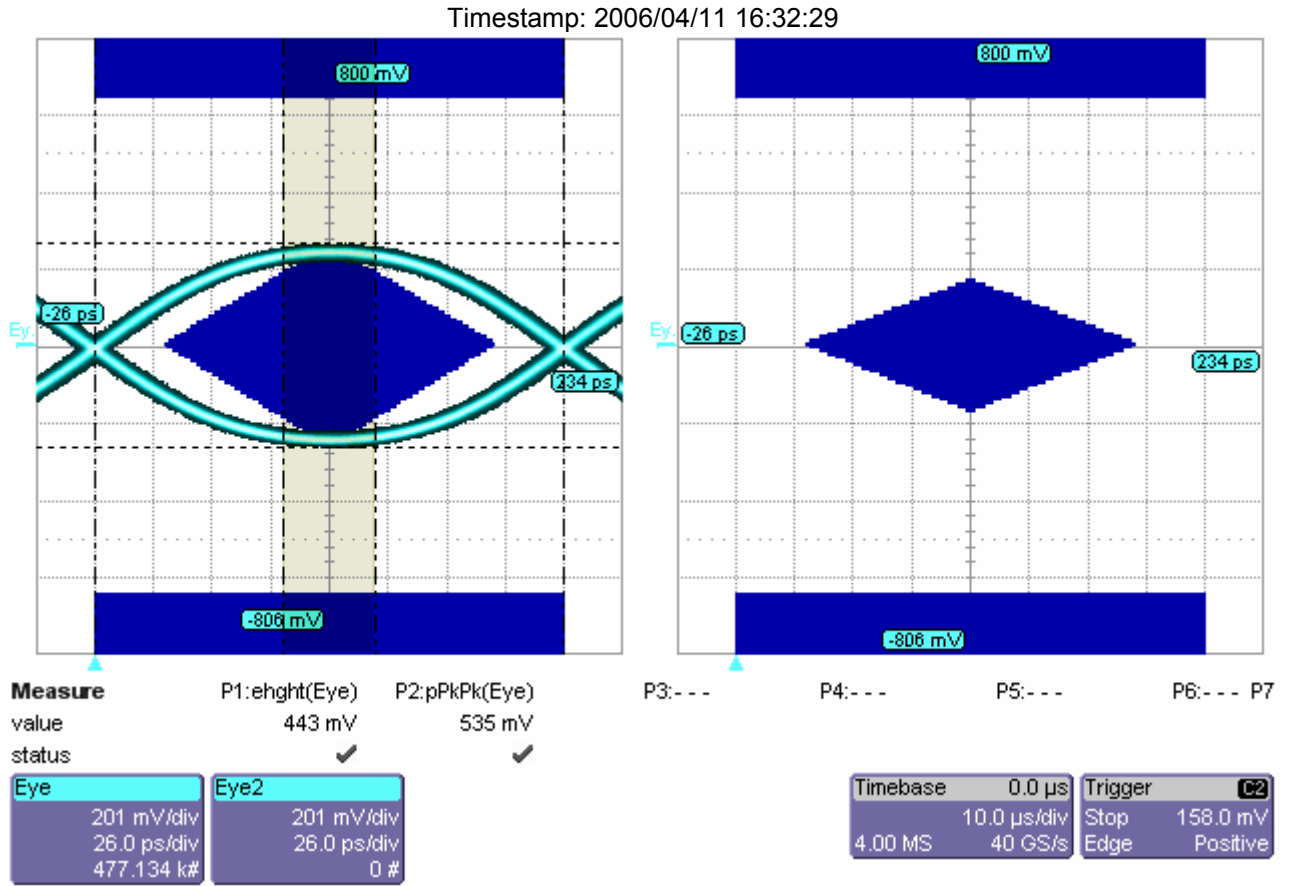 Timestamp: 2006/04/11 16:32:29
800 mV
800 mV
-26 ps
Ey.
234 ps
Ey.
-26 ps
234 ps
-806 mV
-806 mV
Measure P1:ehght(Eye) P2:pPkPk(Eye) P3:- - - P4:- - - P5:- - - P6:- - - P7
value 443 mV 535 mV
status ✔ ✔
Eye
201 mV/div
26.0 ps/div
477.134 k#
Eye2
201 mV/div
26.0 ps/div
0 #
Timebase 0.0 µs
10.0 µs/div
4.00 MS 40 GS/s
Trigger C2
Stop 158.0 mV
Edge Positive